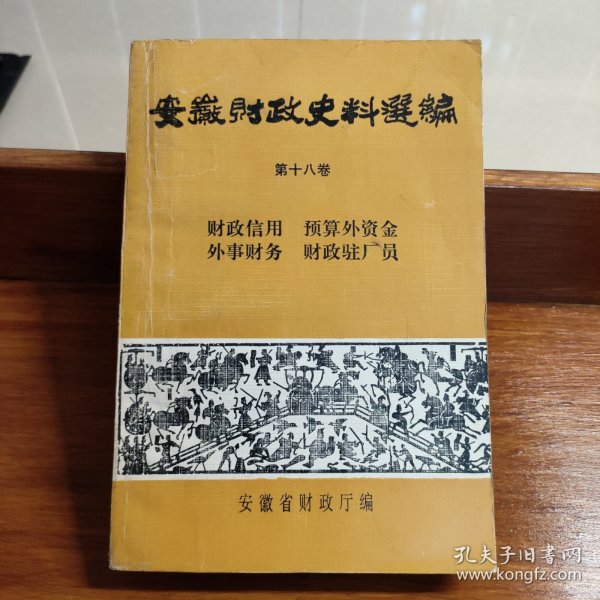 安徽财政史料選編
第十八卷
财政信用 预算外资金
外事财务 财政驻厂员
安徽省财政厅编
孔夫子旧书网
www.kongfz.com